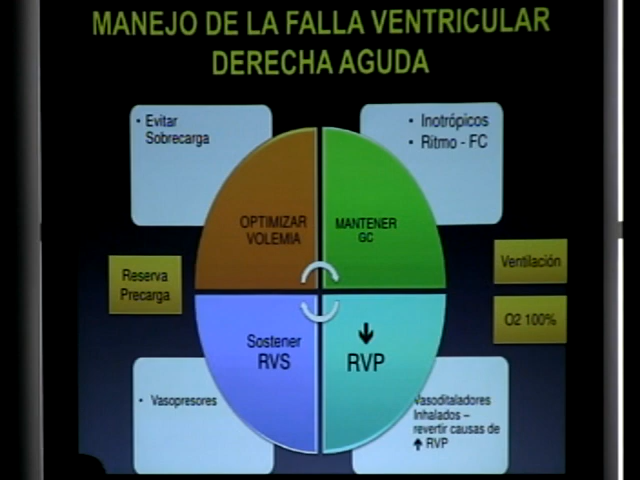 MANEJO DE LA FALLA VENTRICULAR
DERECHA AGUDA
• Evitar
Sobrecarga
• Inotrópicos
• Ritmo - FC
OPTIMIZAR
VOLEMIA
MANTENER
GC
Reserva
Precarga
Ventilación
O2 100%
Sostener
RVS
RVP
• Vasopresores
Vasoditaladores
Inhalados –
revertir causas de
RVP